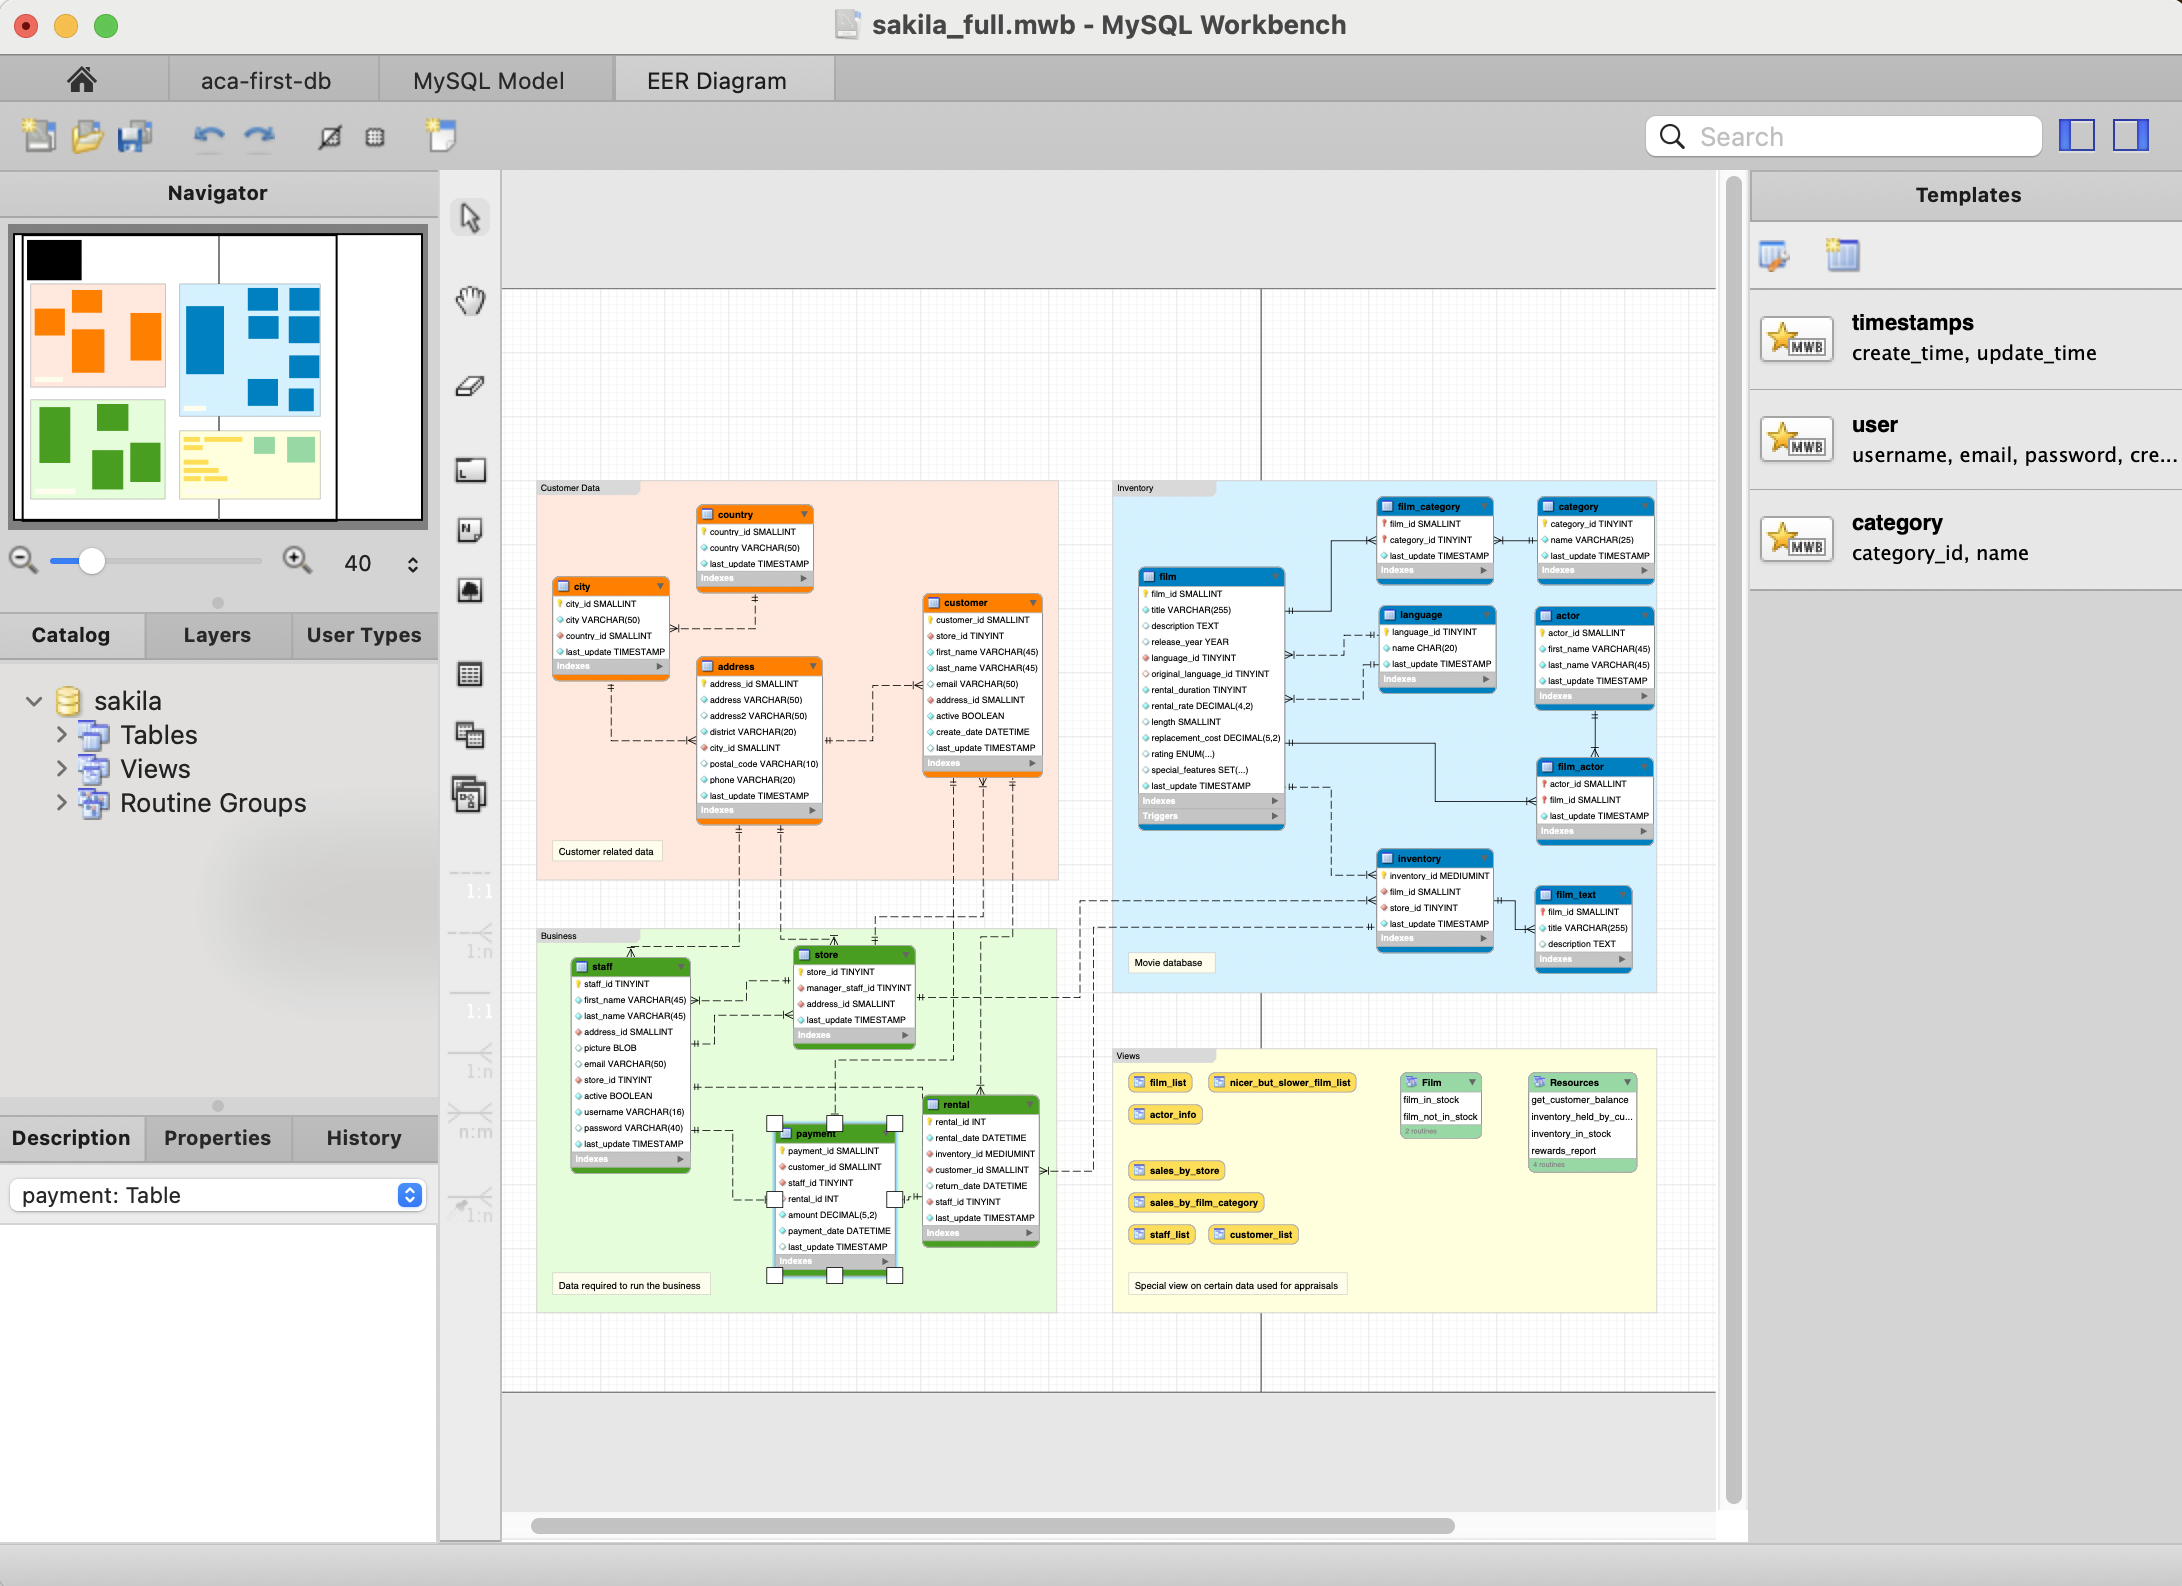 sakila_full.mwb - MySQL Workbench
aca-first-db
MySQL Model
EER Diagram
Search
Navigator
40
Catalog
Layers
User Types
sakila
Tables
Views
Routine Groups
Description
Properties
History
payment: Table
1:1
1:n
1:1
1:n
n:m
1:n
Customer Data
country
country_id SMALLINT
country VARCHAR(50)
last_update TIMESTAMP
Indexes
city
city_id SMALLINT
city VARCHAR(50)
country_id SMALLINT
last_update TIMESTAMP
Indexes
address
address_id SMALLINT
address VARCHAR(50)
address2 VARCHAR(50)
district VARCHAR(20)
city_id SMALLINT
postal_code VARCHAR(10)
phone VARCHAR(20)
last_update TIMESTAMP
Indexes
customer
customer_id SMALLINT
store_id TINYINT
first_name VARCHAR(45)
last_name VARCHAR(45)
email VARCHAR(50)
address_id SMALLINT
active BOOLEAN
create_date DATETIME
last_update TIMESTAMP
Indexes
Customer related data
Business
staff
staff_id TINYINT
first_name VARCHAR(45)
last_name VARCHAR(45)
address_id SMALLINT
picture BLOB
email VARCHAR(50)
store_id TINYINT
active BOOLEAN
username VARCHAR(16)
password VARCHAR(40)
last_update TIMESTAMP
Indexes
store
store_id TINYINT
manager_staff_id TINYINT
address_id SMALLINT
last_update TIMESTAMP
Indexes
payment
payment_id SMALLINT
customer_id SMALLINT
staff_id TINYINT
rental_id INT
amount DECIMAL(5,2)
payment_date DATETIME
last_update TIMESTAMP
Indexes
rental
rental_id INT
rental_date DATETIME
inventory_id MEDIUMINT
customer_id SMALLINT
return_date DATETIME
staff_id TINYINT
last_update TIMESTAMP
Indexes
Data required to run the business
Inventory
film
film_id SMALLINT
title VARCHAR(255)
description TEXT
release_year YEAR
language_id TINYINT
original_language_id TINYINT
rental_duration TINYINT
rental_rate DECIMAL(4,2)
length SMALLINT
replacement_cost DECIMAL(5,2)
rating ENUM(...)
special_features SET(...)
last_update TIMESTAMP
Indexes
Triggers
film_category
film_id SMALLINT
category_id TINYINT
last_update TIMESTAMP
Indexes
category
category_id TINYINT
name VARCHAR(25)
last_update TIMESTAMP
Indexes
language
language_id TINYINT
name CHAR(20)
last_update TIMESTAMP
Indexes
actor
actor_id SMALLINT
first_name VARCHAR(45)
last_name VARCHAR(45)
last_update TIMESTAMP
Indexes
film_actor
actor_id SMALLINT
film_id SMALLINT
last_update TIMESTAMP
Indexes
inventory
inventory_id MEDIUMINT
film_id SMALLINT
store_id TINYINT
last_update TIMESTAMP
Indexes
film_text
film_id SMALLINT
title VARCHAR(255)
description TEXT
Indexes
Movie database
Views
film_list
nicer_but_slower_film_list
actor_info
sales_by_store
sales_by_film_category
staff_list
customer_list
Film
film_in_stock
film_not_in_stock
2 routines
Resources
get_customer_balance
inventory_held_by_cu...
inventory_in_stock
rewards_report
4 routines
Special view on certain data used for appraisals
Templates
MWB
timestamps
create_time, update_time
MWB
user
username, email, password, cre...
MWB
category
category_id, name